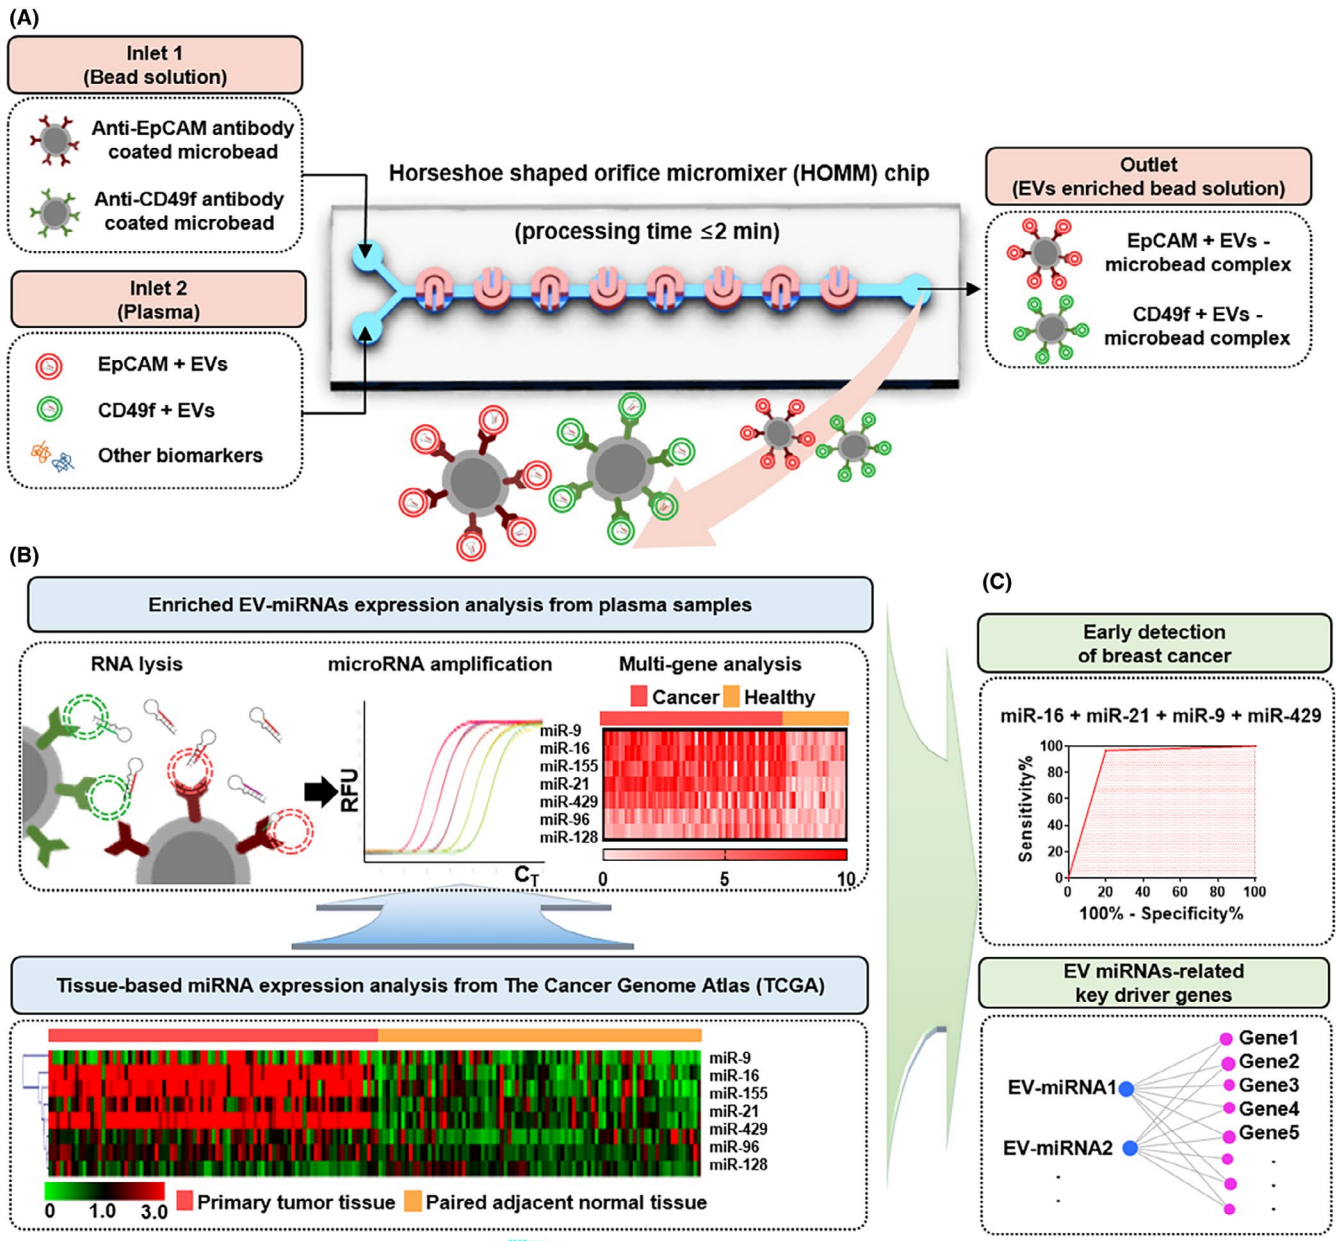 (A)
Inlet 1
(Bead solution)
Anti-EpCAM antibody
coated microbead
Anti-CD49f antibody
coated microbead
Inlet 2
(Plasma)
EpCAM + EVs
CD49f + EVs
Other biomarkers
Horseshoe shaped orifice micromixer (HOMM) chip
(processing time ≤2 min)
Outlet
(EVs enriched bead solution)
EpCAM + EVs -
microbead complex
CD49f + EVs -
microbead complex
(B)
Enriched EV-miRNAs expression analysis from plasma samples
RNA lysis
microRNA amplification
RFU
CT
Multi-gene analysis
Cancer Healthy
miR-9
miR-16
miR-155
miR-21
miR-429
miR-96
miR-128
0 5 10
Tissue-based miRNA expression analysis from The Cancer Genome Atlas (TCGA)
miR-9
miR-16
miR-155
miR-21
miR-429
miR-96
miR-128
0 1.0 3.0
Primary tumor tissue Paired adjacent normal tissue
(C)
Early detection
of breast cancer
miR-16 + miR-21 + miR-9 + miR-429
Sensitivity%
100
80
60
40
20
0
0 20 40 60 80 100
100% - Specificity%
EV miRNAs-related
key driver genes
EV-miRNA1
EV-miRNA2
Gene1
Gene2
Gene3
Gene4
Gene5